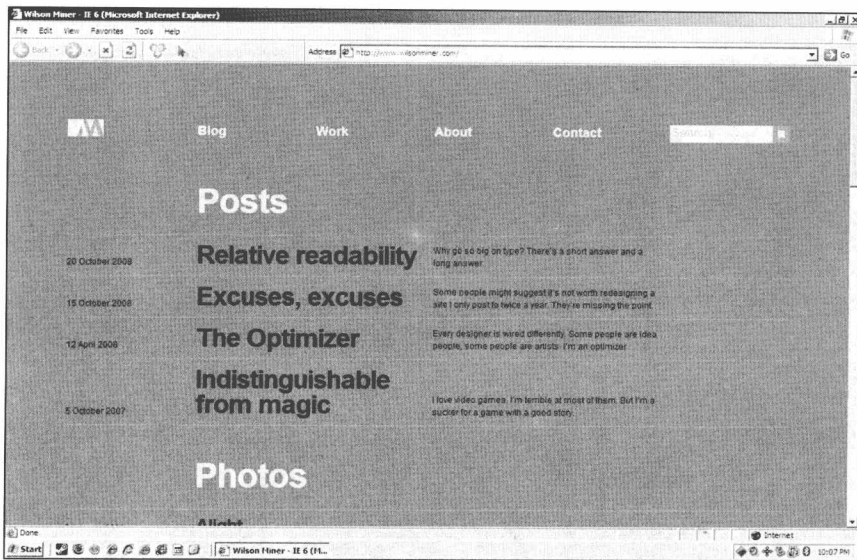 Wilson Miner - IE 6 (Microsoft Internet Explorer)
File Edit View Favorites Tools Help
Back Address http://www.wilsonminer.com/ Go
Blog Work About Contact Search
Posts
20 October 2008 Relative readability Why go so big on type? There's a short answer and a
long answer.
15 October 2008 Excuses, excuses Some people might suggest it's not worth redesigning a
site I only post to twice a year. They're missing the point.
12 April 2008 The Optimizer Every designer is wired differently. Some people are idea
people, some people are artists. I'm an optimizer.
Indistinguishable
5 October 2007 from magic I love video games. I'm terrible at most of them. But I'm a
sucker for a game with a good story.
Photos
Alight
Done Internet
Start Wilson Miner - IE 6 (M... 10:07 PM